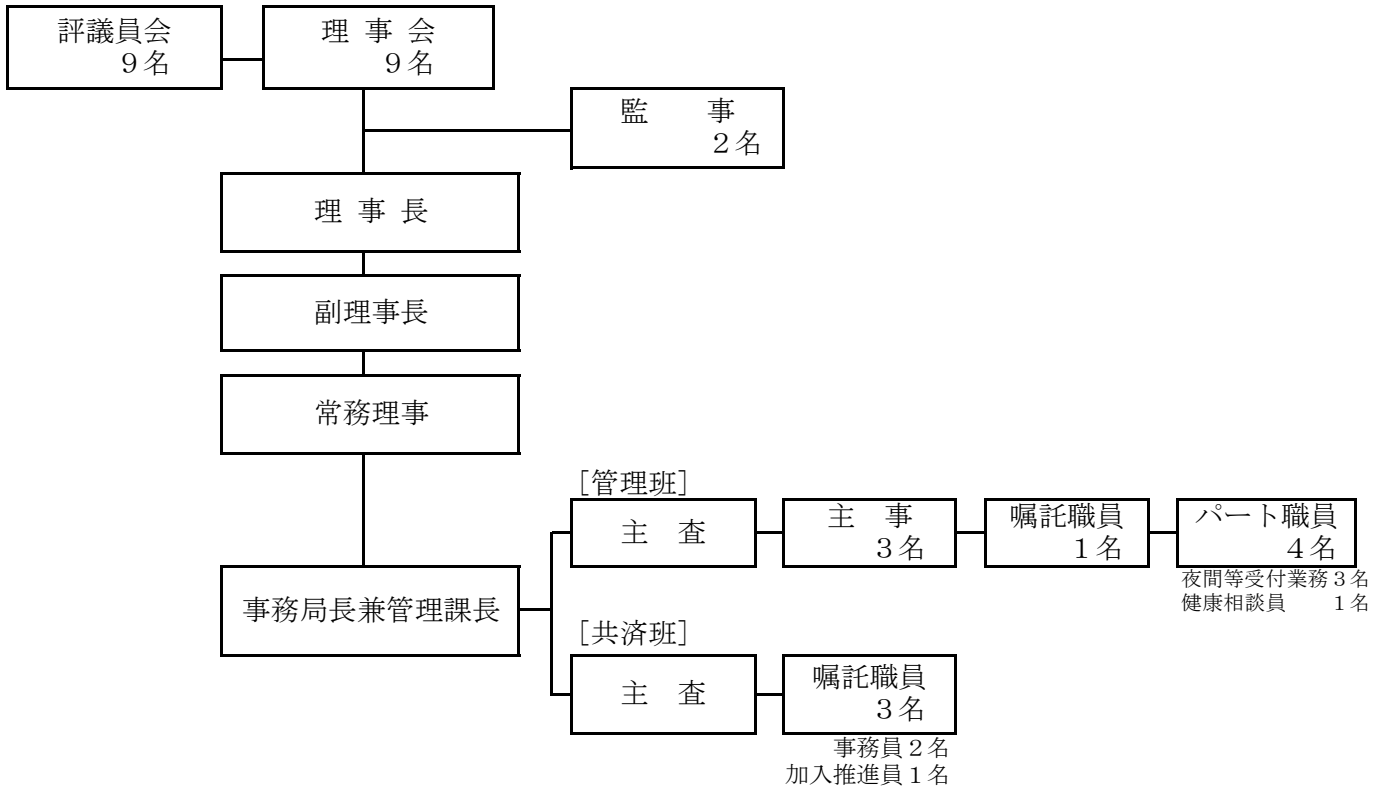 評議員会
９名
理 事 会
９名
監　　事
２名
理 事 長
副理事長
常務理事
事務局長兼管理課長
［管理班］
主　査
主　事
３名
嘱託職員
１名
パート職員
４名
夜間等受付業務３名
健康相談員　　１名
［共済班］
主　査
嘱託職員
３名
事務員２名
加入推進員１名